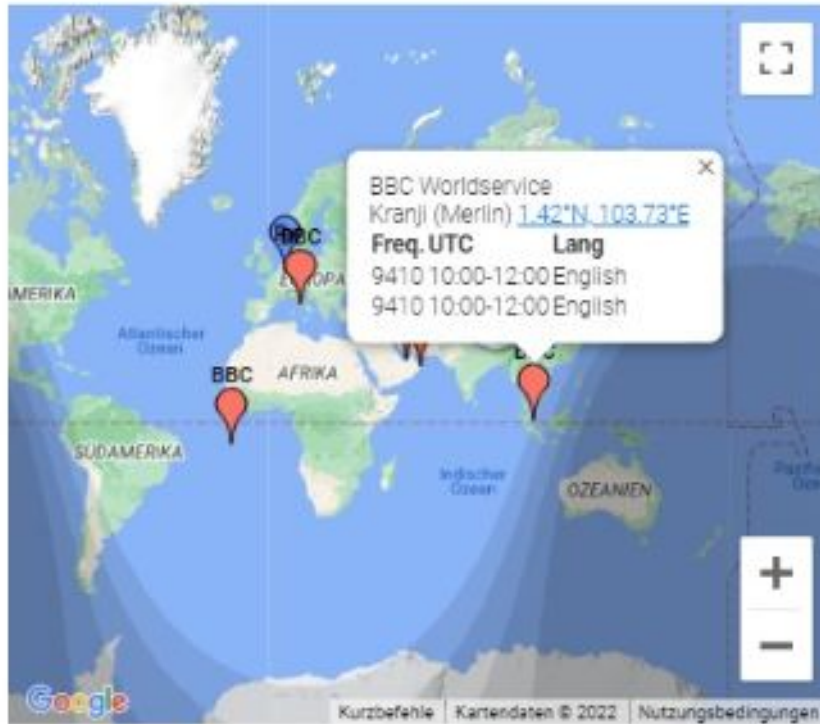 BBC Worldservice
Kranji (Merlin) 1,42°N, 103,73°E
Freq. UTC Lang
9410 10:00-12:00 English
9410 10:00-12:00 English
BBC
AMERIKA
Atlantischer
Ozean
BBC
AFRIKA
SÜDAMERIKA
Indischer
Ozean
OZEANIEN
Google
Kurzbefehle
Kartendaten © 2022
Nutzungsbedingungen